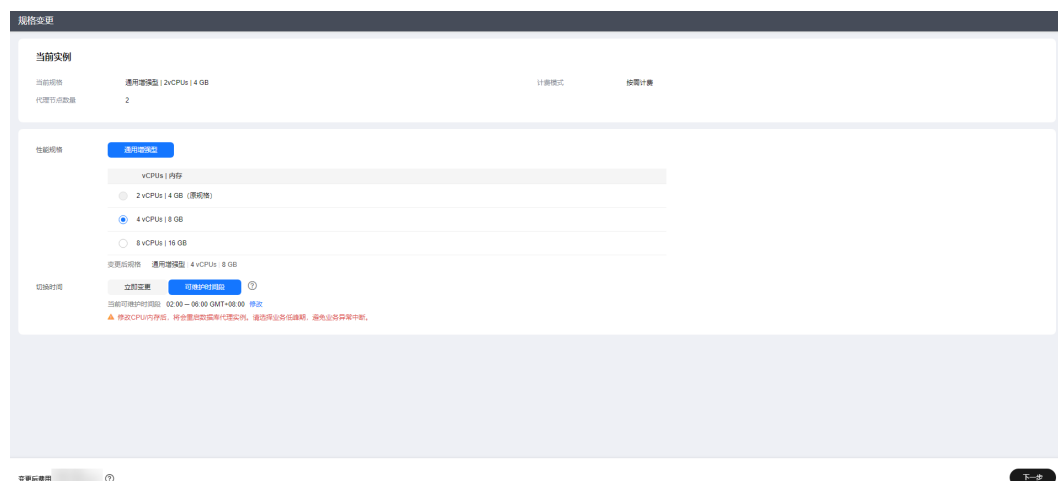 规格变更
当前实例
当前规格 通用增强型 | 2vCPUs | 4 GB 计费模式 按需计费
代理节点数量 2
性能规格 通用增强型
vCPUs | 内存
2 vCPUs | 4 GB（原规格）
4 vCPUs | 8 GB
8 vCPUs | 16 GB
变更后规格 通用增强型 | 4 vCPUs | 8 GB
切换时间 立即变更 可维护时间段
当前可维护时间段 02:00 — 06:00 GMT+08:00 修改
修改CPU/内存后，将会重启数据库代理实例。请选择业务低峰期，避免业务异常中断。
变更后费用 下一步